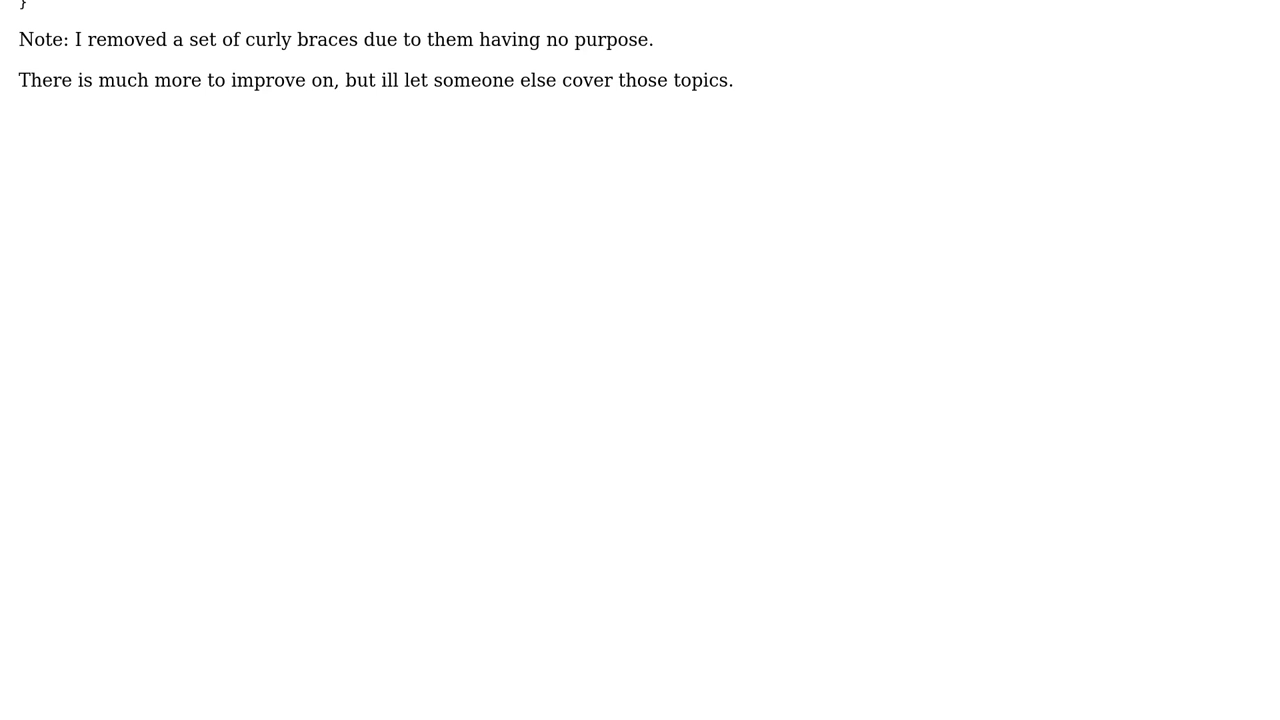 }
Note: I removed a set of curly braces due to them having no purpose.
There is much more to improve on, but ill let someone else cover those topics.